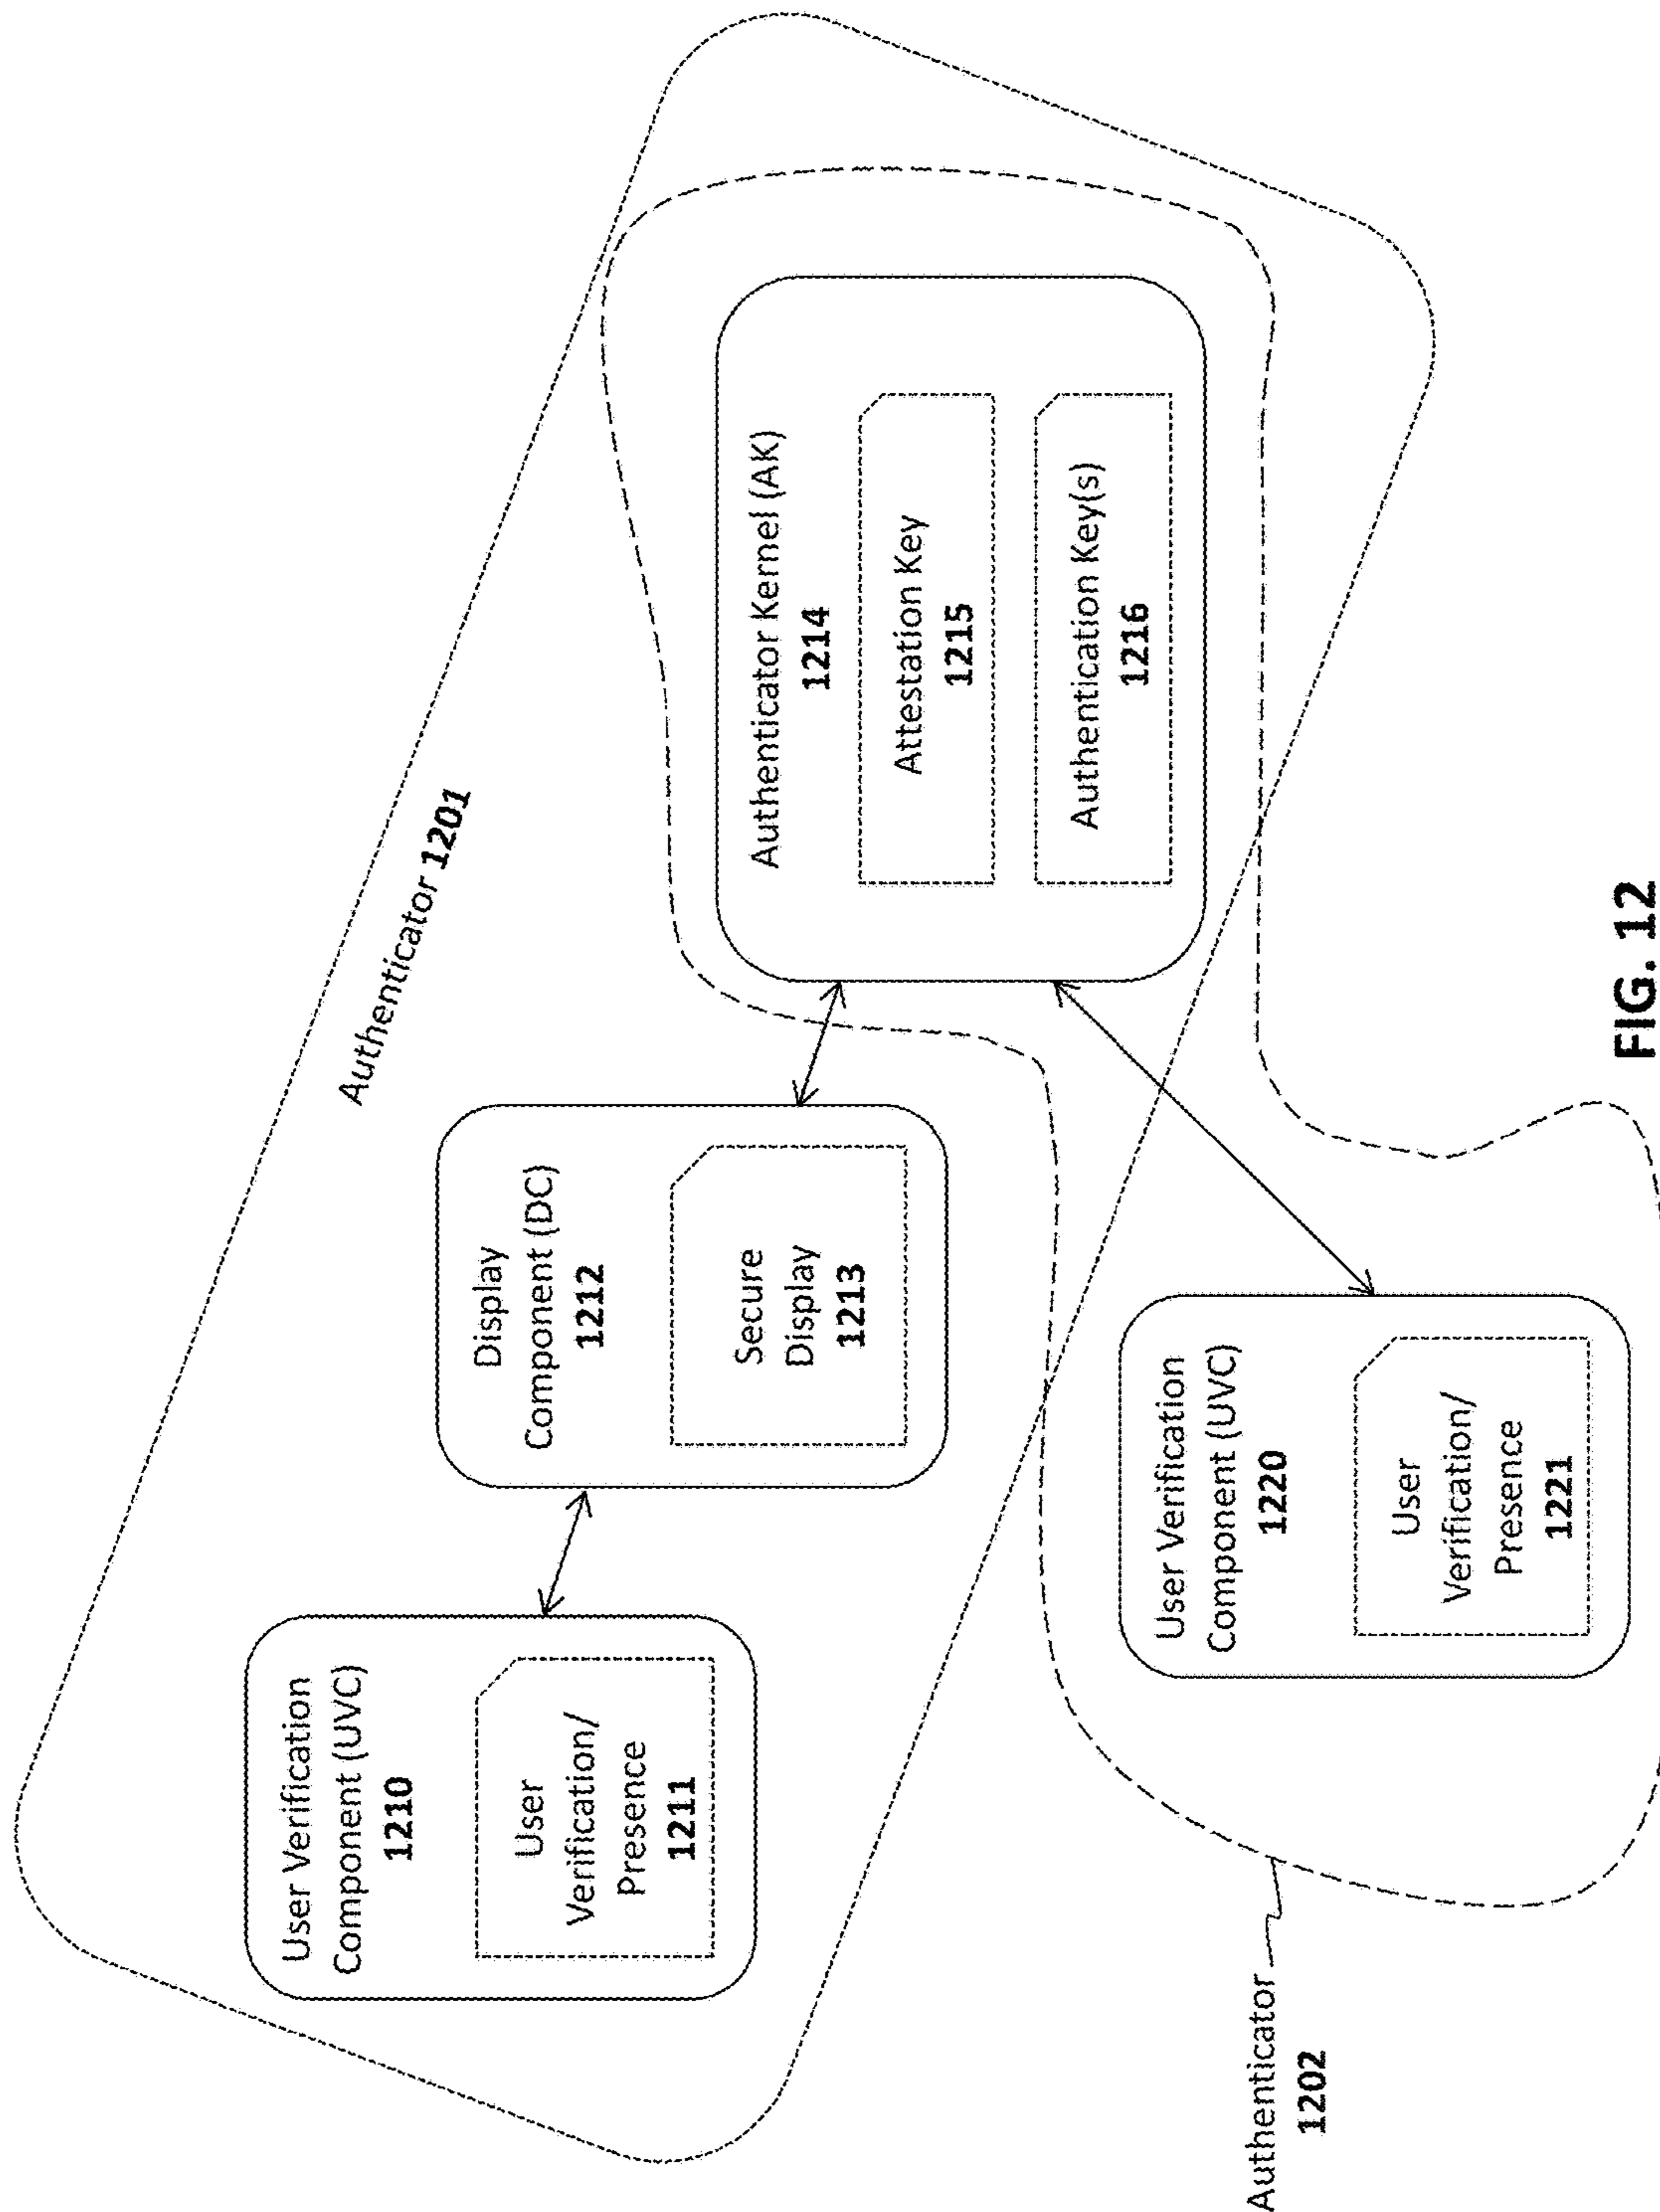 Authenticator 1201
User Verification
Component (UVC)
1210
User
Verification/
Presence
1211
Display
Component (DC)
1212
Secure
Display
1213
Authenticator Kernel (AK)
1214
Attestation Key
1215
Authentication Key(s)
1216
User Verification
Component (UVC)
1220
User
Verification/
Presence
1221
Authenticator
1202
FIG. 12